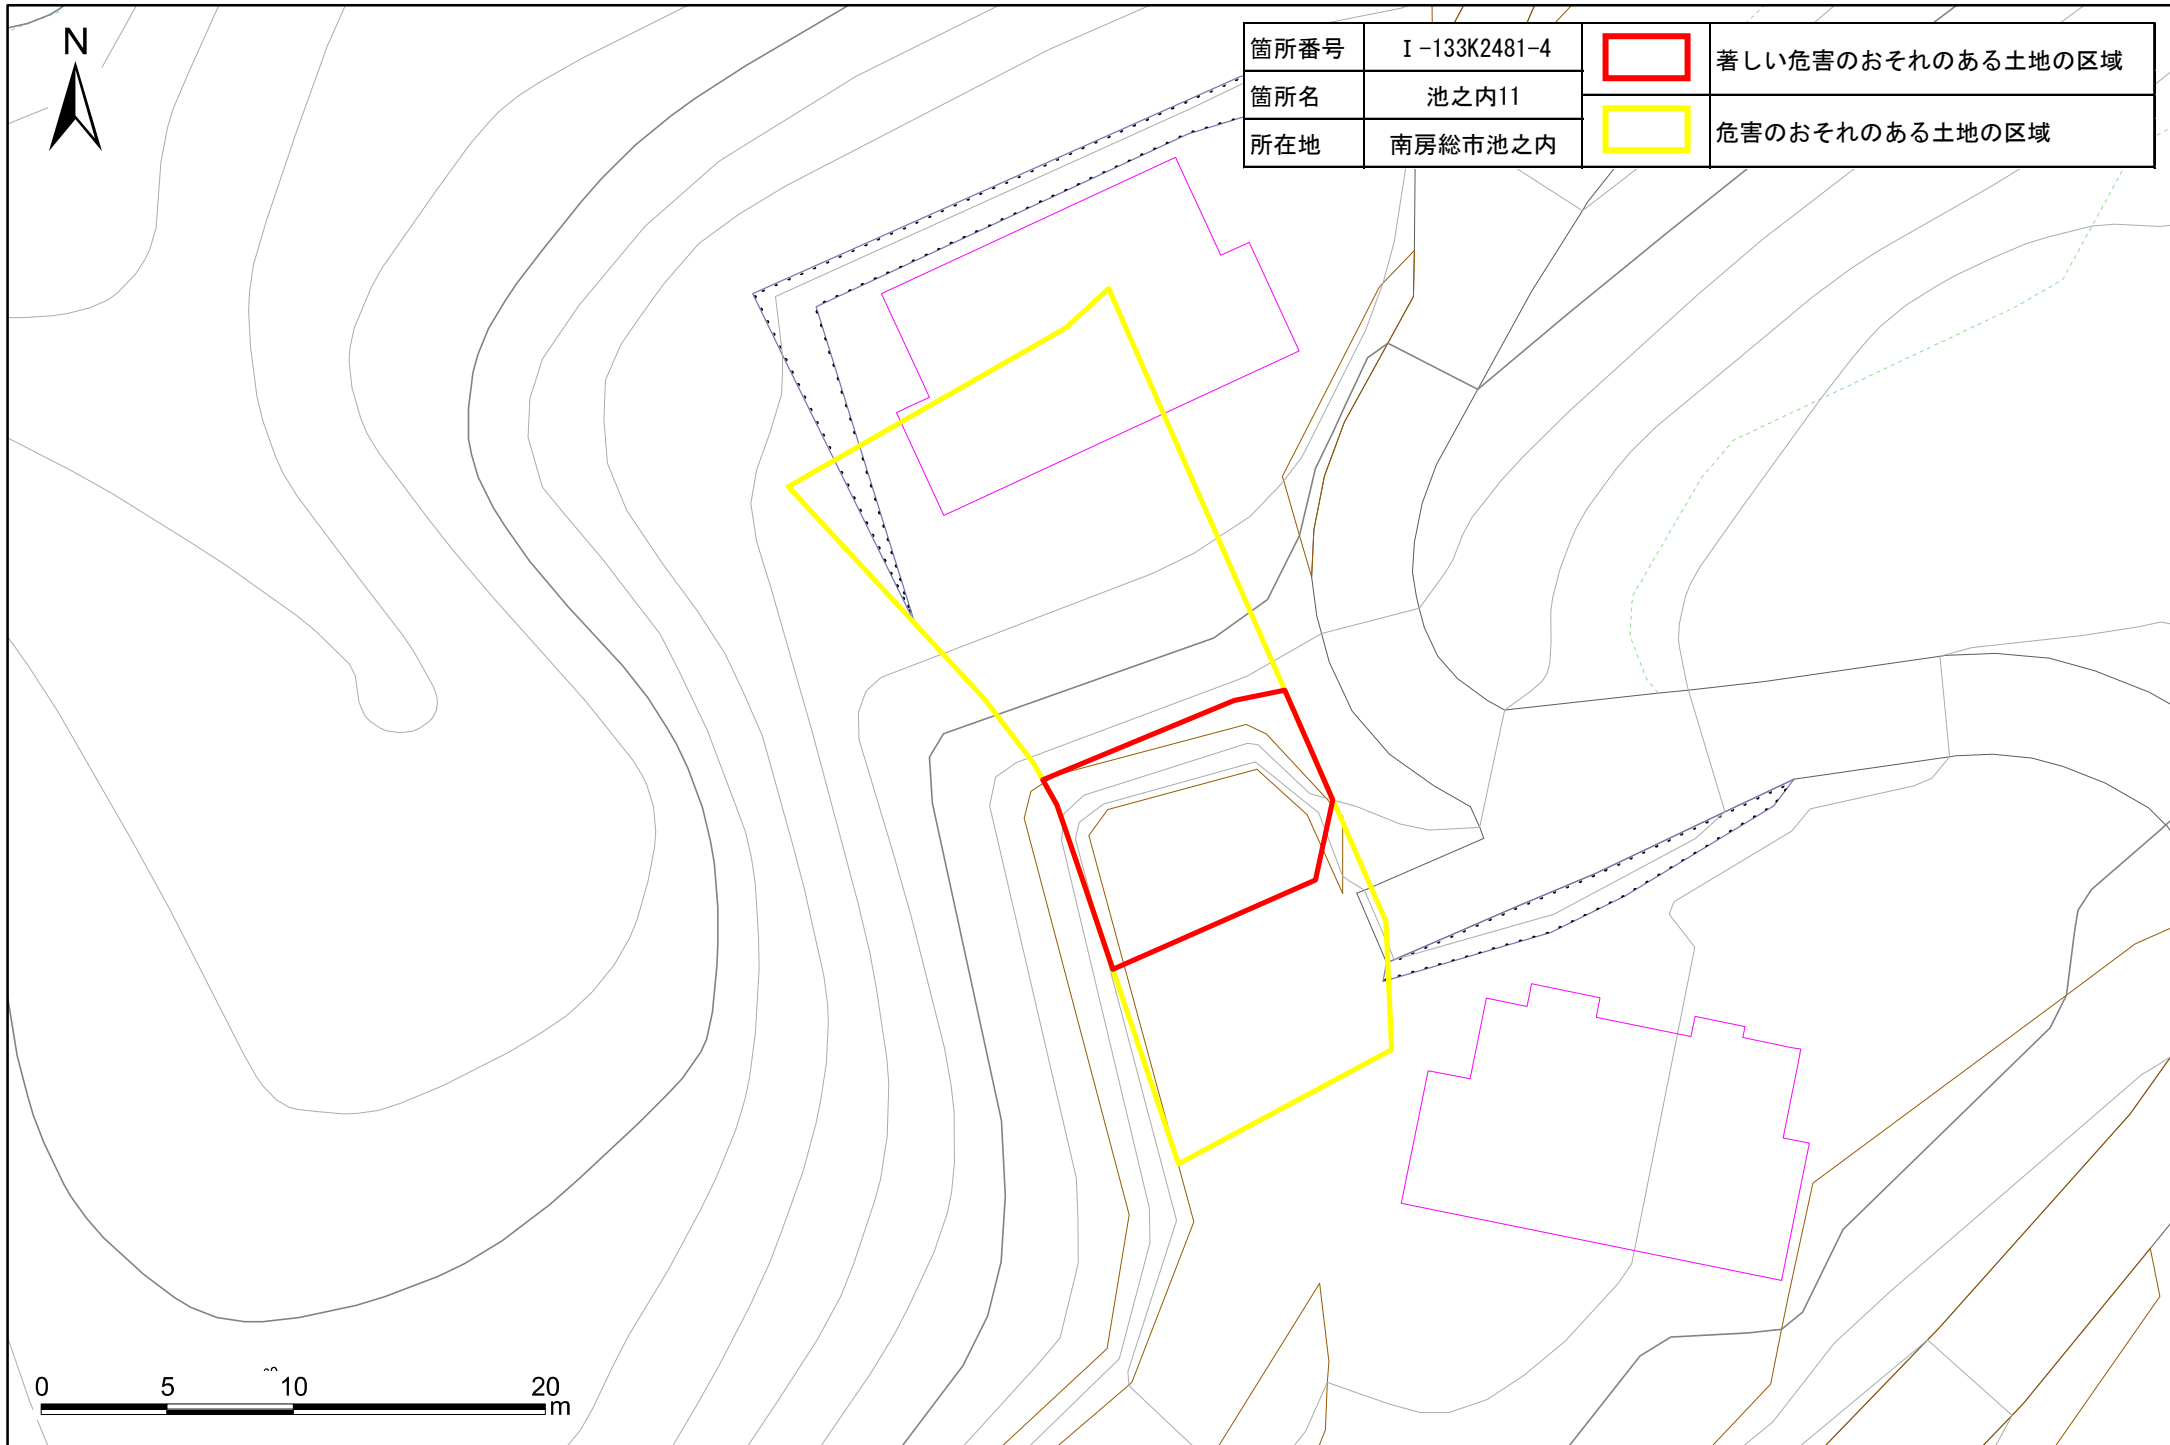 N
箇所番号 Ⅰ-133K2481-4
著しい危害のおそれのある土地の区域
箇所名 池之内11
危害のおそれのある土地の区域
所在地 南房総市池之内
0 5 10 20
m